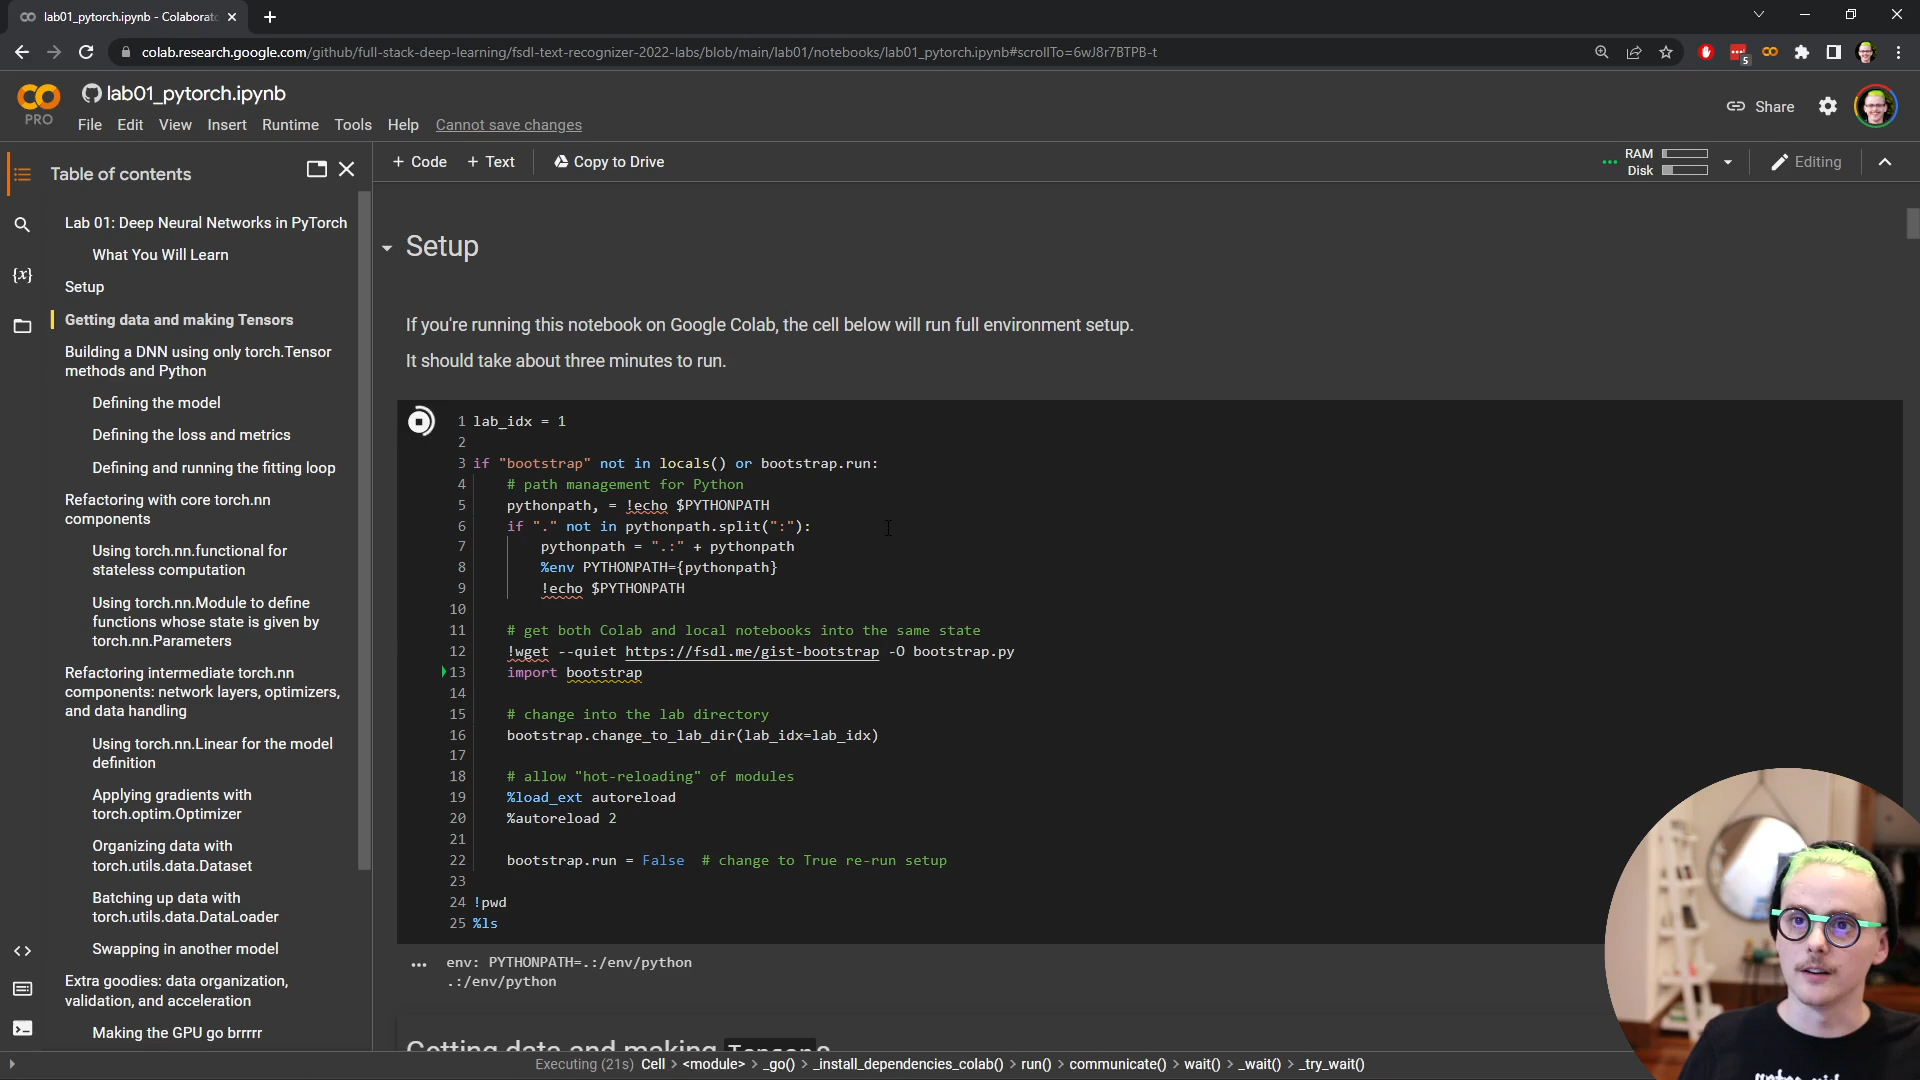 lab01_pytorch.ipynb - Colaborato
colab.research.google.com/github/full-stack-deep-learning/fsdl-text-recognizer-2022-labs/blob/main/lab01/notebooks/lab01_pytorch.ipynb#scrollTo=6wJ8r7BTPB-t
5
PRO
lab01_pytorch.ipynb
File Edit View Insert Runtime Tools Help Cannot save changes
Share
Table of contents
+ Code + Text Copy to Drive
RAM
Disk
Editing
Lab 01: Deep Neural Networks in PyTorch
What You Will Learn
Setup
Getting data and making Tensors
Building a DNN using only torch.Tensor
methods and Python
Defining the model
Defining the loss and metrics
Defining and running the fitting loop
Refactoring with core torch.nn
components
Using torch.nn.functional for
stateless computation
Using torch.nn.Module to define
functions whose state is given by
torch.nn.Parameters
Refactoring intermediate torch.nn
components: network layers, optimizers,
and data handling
Using torch.nn.Linear for the model
definition
Applying gradients with
torch.optim.Optimizer
Organizing data with
torch.utils.data.Dataset
Batching up data with
torch.utils.data.DataLoader
Swapping in another model
Extra goodies: data organization,
validation, and acceleration
Making the GPU go brrrrr
Setup
If you're running this notebook on Google Colab, the cell below will run full environment setup.
It should take about three minutes to run.
1 lab_idx = 1
2
3 if "bootstrap" not in locals() or bootstrap.run:
4 # path management for Python
5 pythonpath, = !echo $PYTHONPATH
6 if "." not in pythonpath.split(":"):
7 pythonpath = ".:" + pythonpath
8 %env PYTHONPATH={pythonpath}
9 !echo $PYTHONPATH
10
11 # get both Colab and local notebooks into the same state
12 !wget --quiet https://fsdl.me/gist-bootstrap -O bootstrap.py
13 import bootstrap
14
15 # change into the lab directory
16 bootstrap.change_to_lab_dir(lab_idx=lab_idx)
17
18 # allow "hot-reloading" of modules
19 %load_ext autoreload
20 %autoreload 2
21
22 bootstrap.run = False # change to True re-run setup
23
24 !pwd
25 %ls
env: PYTHONPATH=.:/env/python
.:/env/python
Getting data and making Tensors
Executing (21s) Cell > <module> > _go() > _install_dependencies_colab() > run() > communicate() > wait() > _wait() > _try_wait()